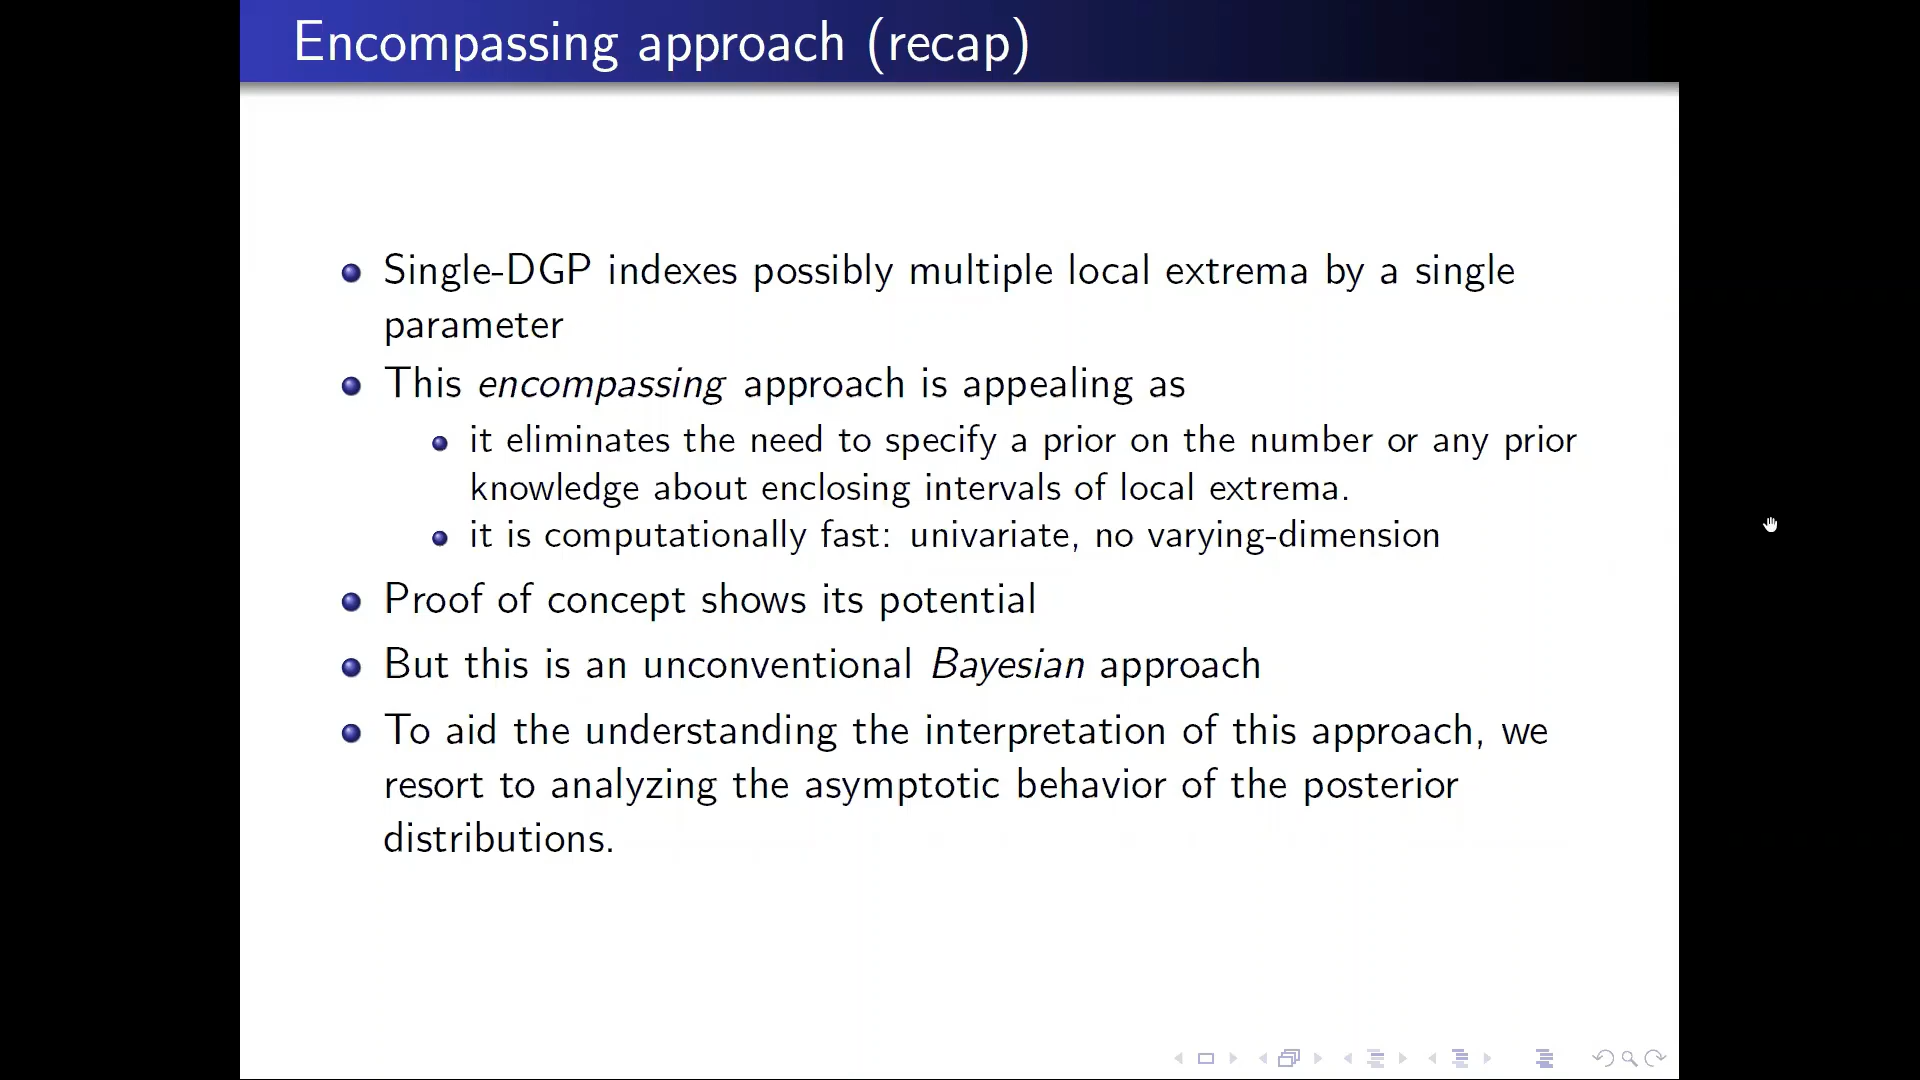 Encompassing approach (recap)
Single-DGP indexes possibly multiple local extrema by a single
parameter
This encompassing approach is appealing as
it eliminates the need to specify a prior on the number or any prior
knowledge about enclosing intervals of local extrema.
it is computationally fast: univariate, no varying-dimension
Proof of concept shows its potential
But this is an unconventional Bayesian approach
To aid the understanding the interpretation of this approach, we
resort to analyzing the asymptotic behavior of the posterior
distributions.